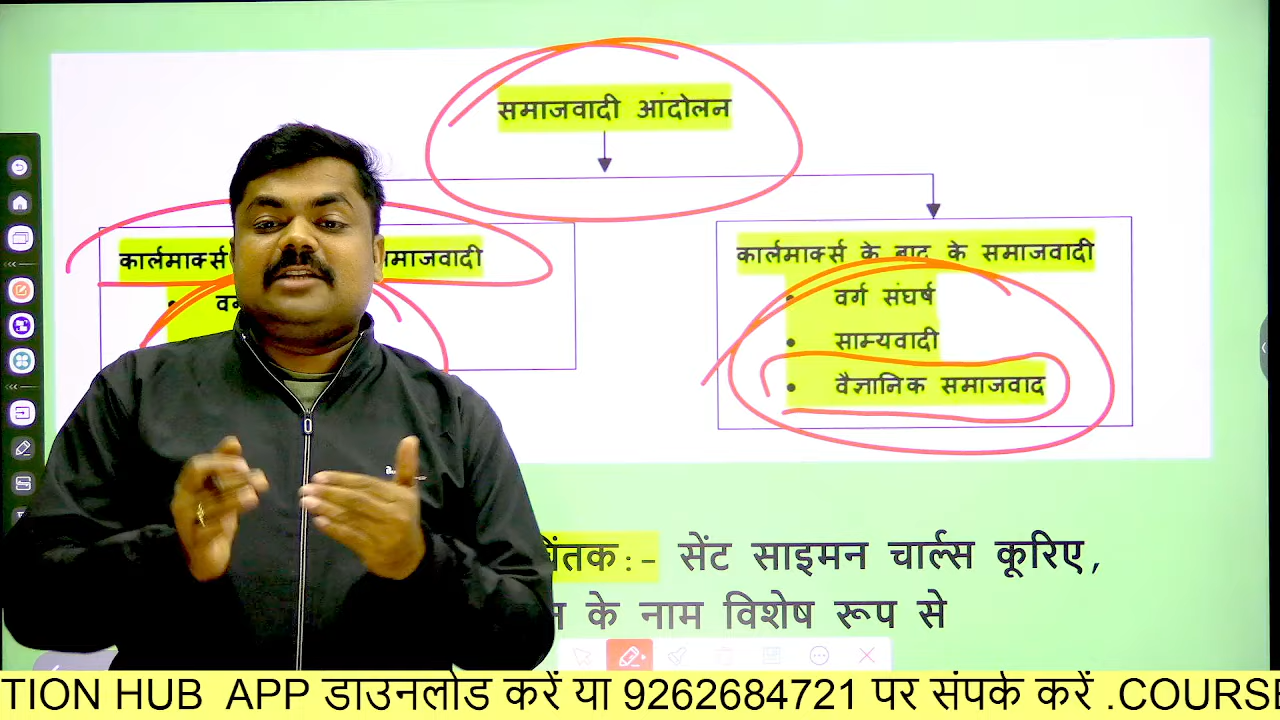 समाजवादी आंदोलन
कार्लमार्क्स समाजवादी
कार्लमार्क्स के बाद के समाजवादी
• वर्ग संघर्ष
• साम्यवादी
• वैज्ञानिक समाजवाद
चिंतक:- सेंट साइमन चार्ल्स कूरिए,
के नाम विशेष रूप से
TION HUB APP डाउनलोड करें या 9262684721 पर संपर्क करें .COURSE